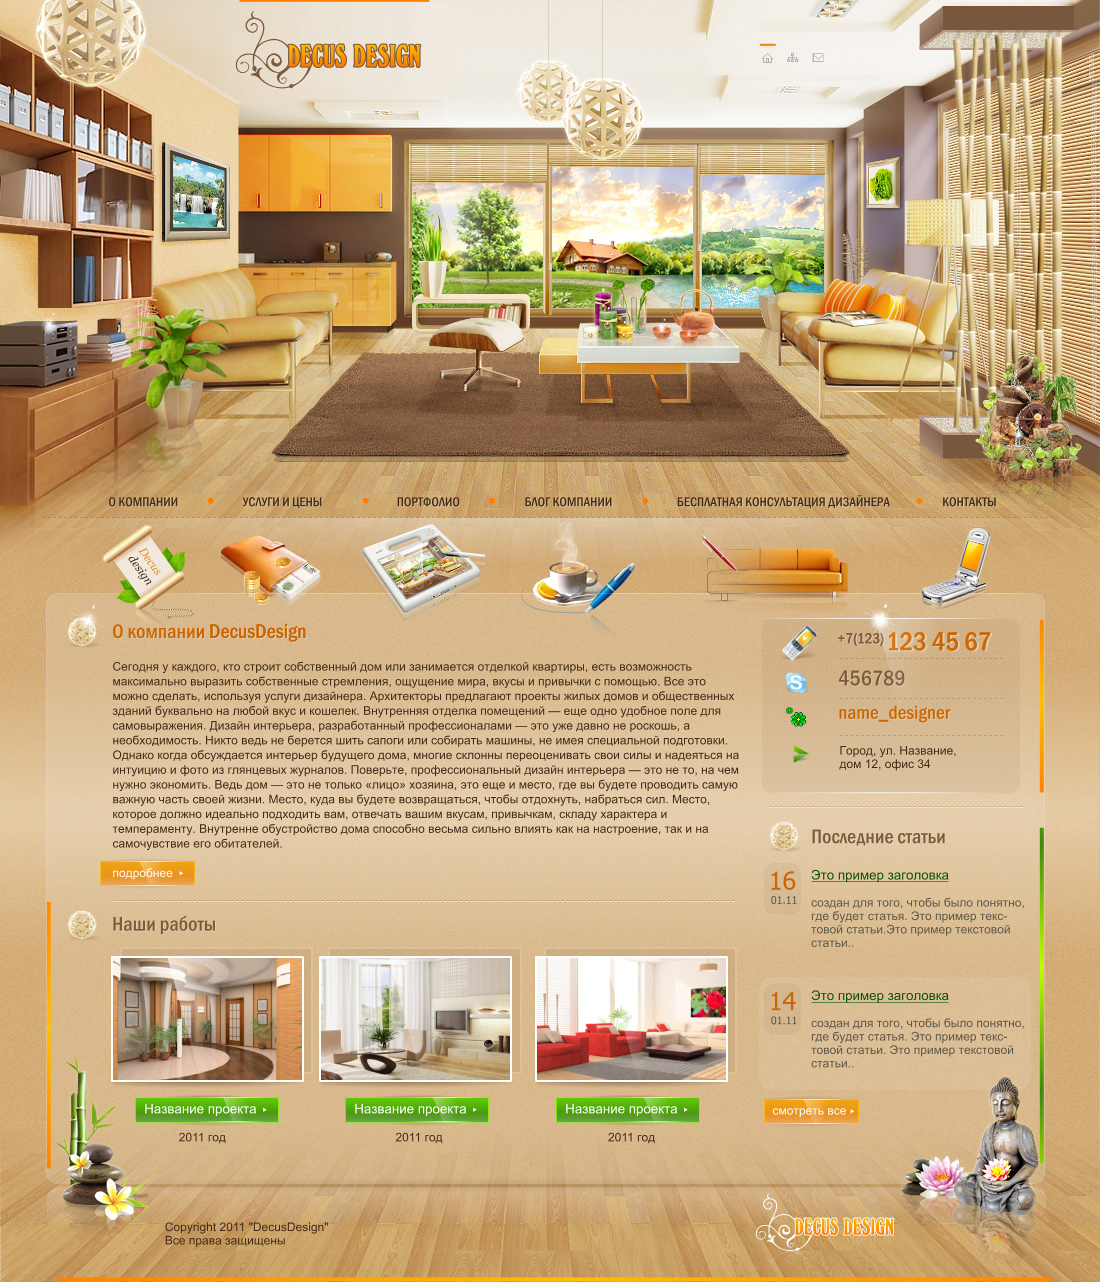 DECUS DESIGN
О КОМПАНИИ
УСЛУГИ И ЦЕНЫ
ПОРТФОЛИО
БЛОГ КОМПАНИИ
БЕСПЛАТНАЯ КОНСУЛЬТАЦИЯ ДИЗАЙНЕРА
КОНТАКТЫ
Decus
design
О компании DecusDesign
Сегодня у каждого, кто строит собственный дом или занимается отделкой квартиры, есть возможность
максимально выразить собственные стремления, ощущение мира, вкусы и привычки с помощью. Все это
можно сделать, используя услуги дизайнера. Архитекторы предлагают проекты жилых домов и общественных
зданий буквально на любой вкус и кошелек. Внутренняя отделка помещений — еще одно удобное поле для
самовыражения. Дизайн интерьера, разработанный профессионалами — это уже давно не роскошь, а
необходимость. Никто ведь не берется шить сапоги или собирать машины, не имея специальной подготовки.
Однако когда обсуждается интерьер будущего дома, многие склонны переоценивать свои силы и надеяться на
интуицию и фото из глянцевых журналов. Поверьте, профессиональный дизайн интерьера — это не то, на чем
нужно экономить. Ведь дом — это не только «лицо» хозяина, это еще и место, где вы будете проводить самую
важную часть своей жизни. Место, куда вы будете возвращаться, чтобы отдохнуть, набраться сил. Место,
которое должно идеально подходить вам, отвечать вашим вкусам, привычкам, складу характера и
темпераменту. Внутренне обустройство дома способно весьма сильно влиять как на настроение, так и на
самочувствие его обитателей.
подробнее
+7(123) 123 45 67
456789
name_designer
Город, ул. Название,
дом 12, офис 34
Последние статьи
16
01.11
Это пример заголовка
создан для того, чтобы было понятно,
где будет статья. Это пример текс-
товой статьи.Это пример текстовой
статьи..
14
01.11
Это пример заголовка
создан для того, чтобы было понятно,
где будет статья. Это пример текс-
товой статьи. Это пример текстовой
статьи..
смотреть все
Наши работы
Название проекта
2011 год
Название проекта
2011 год
Название проекта
2011 год
Copyright 2011 "DecusDesign"
Все права защищены
DECUS DESIGN